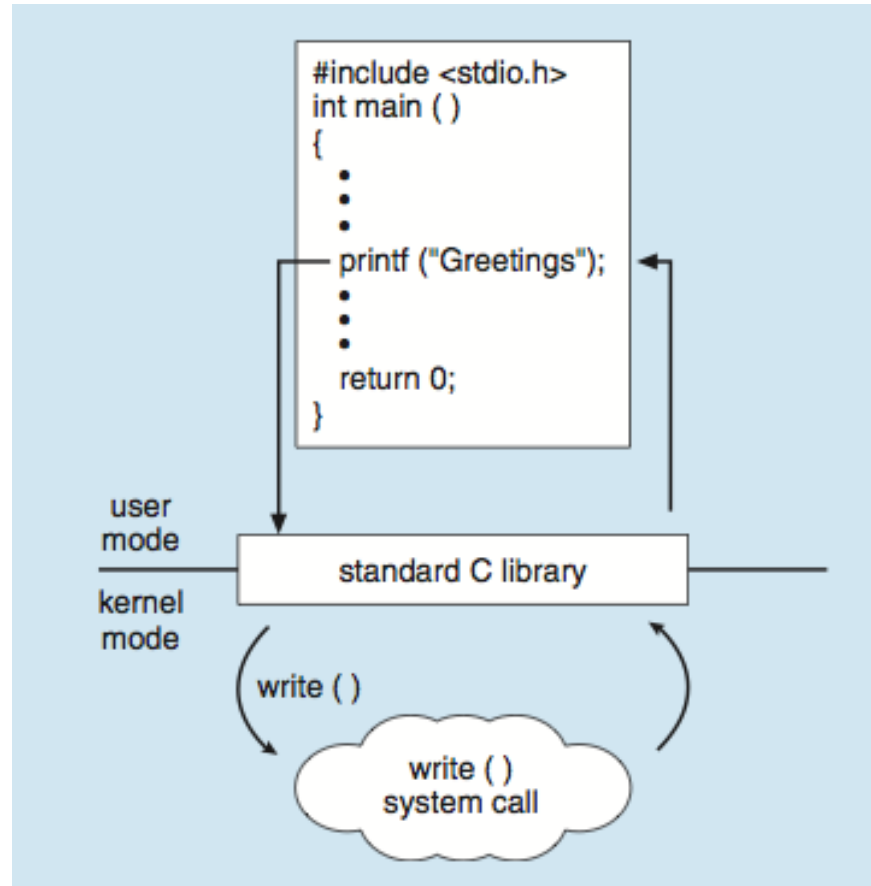 #include <stdio.h>
int main ( )
{
•
•
•
printf ("Greetings");
•
•
•
return 0;
}
user
mode
standard C library
kernel
mode
write ( )
write ( )
system call